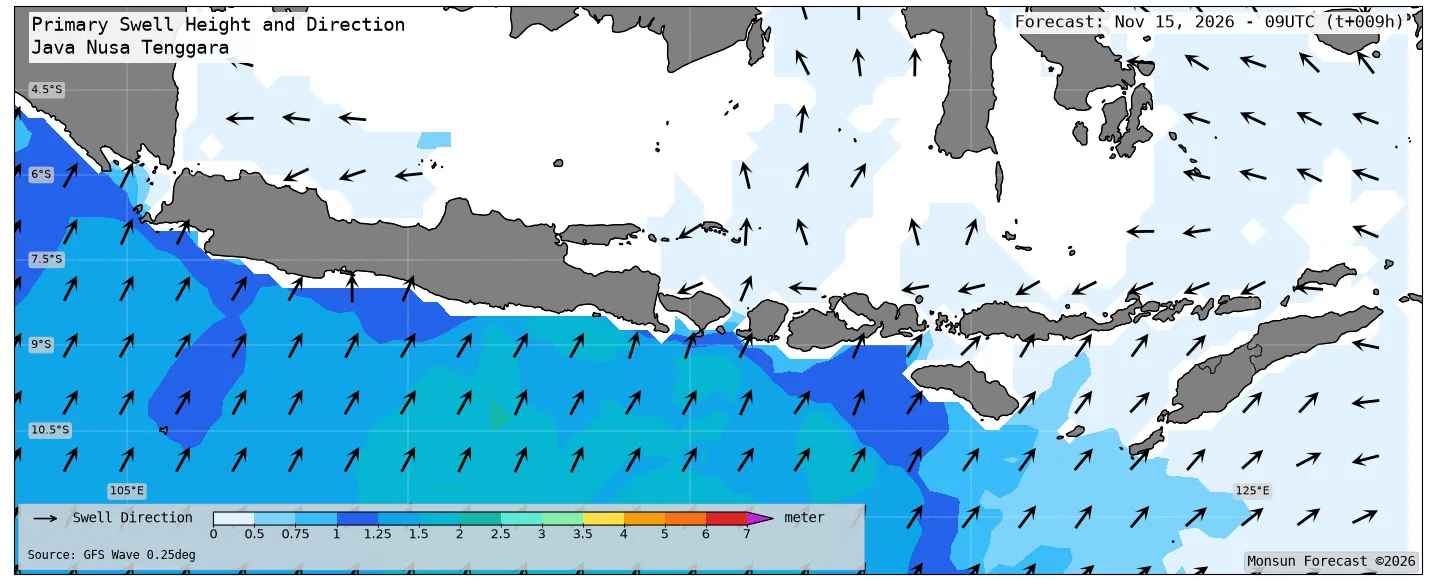 Primary Swell Height and Direction
Java Nusa Tenggara
Forecast: Nov 15, 2026 - 09UTC (t+009h)
4.5°S
6°S
7.5°S
9°S
10.5°S
105°E
125°E
Swell Direction
meter
0 0.5 0.75 1 1.25 1.5 2 2.5 3 3.5 4 5 6 7
Source: GFS Wave 0.25deg
Monsun Forecast ©2026